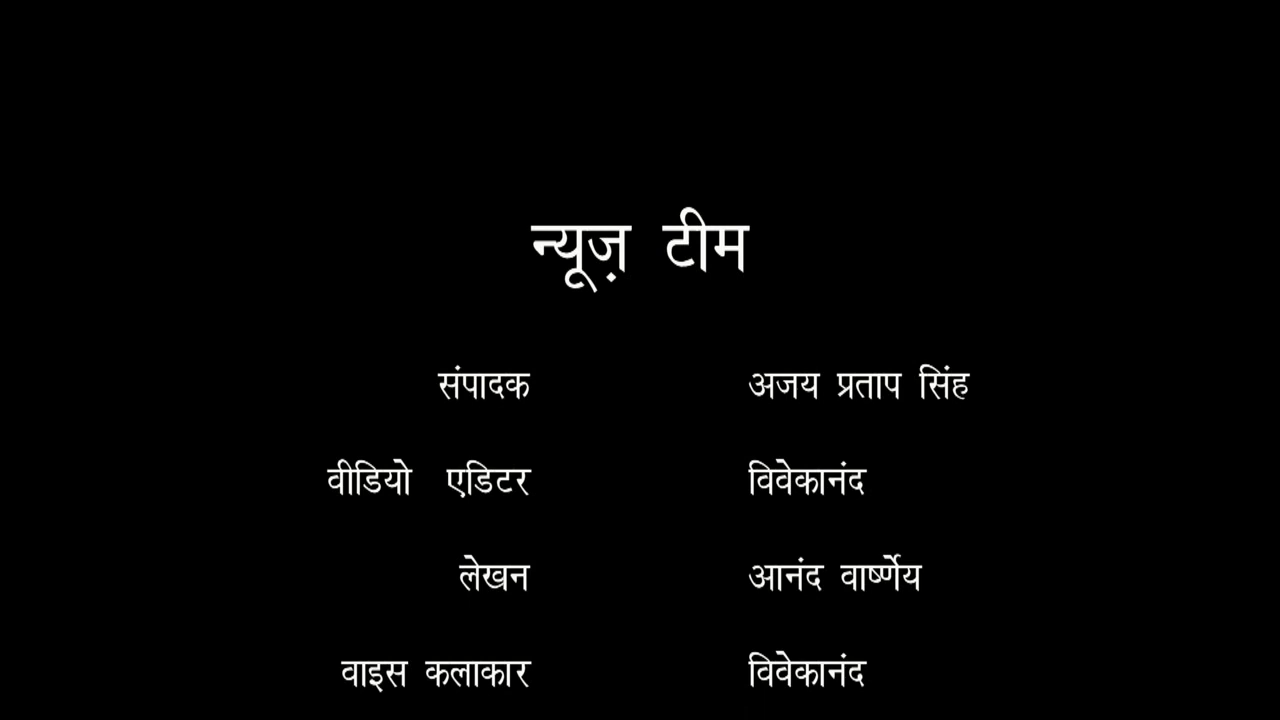 न्यूज़ टीम
संपादक अजय प्रताप सिंह
वीडियो एडिटर विवेकानंद
लेखन आनंद वार्ष्णेय
वाइस कलाकार विवेकानंद